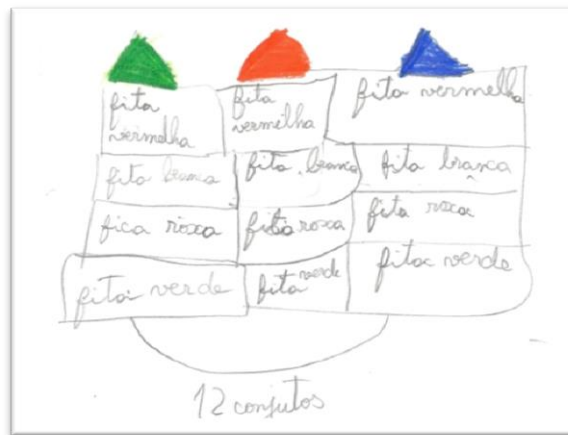 fita vermelha
fita vermelha
fita vermelha
fita branca
fita branca
fita branca
fica roxa
fita roxa
fita roxa
fita verde
fita verde
fita verde
12 conjutos